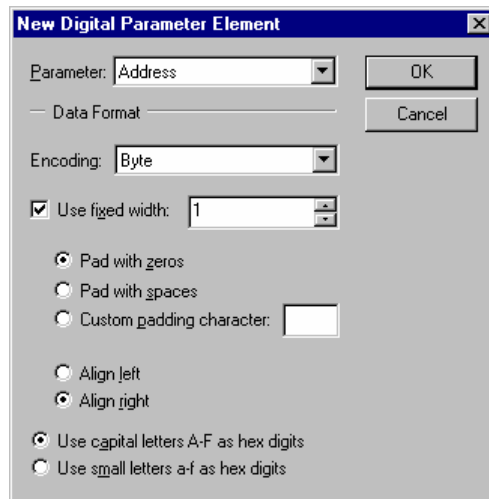 New Digital Parameter Element
Parameter: Address
OK
Data Format
Cancel
Encoding: Byte
Use fixed width: 1
Pad with zeros
Pad with spaces
Custom padding character:
Align left
Align right
Use capital letters A-F as hex digits
Use small letters a-f as hex digits